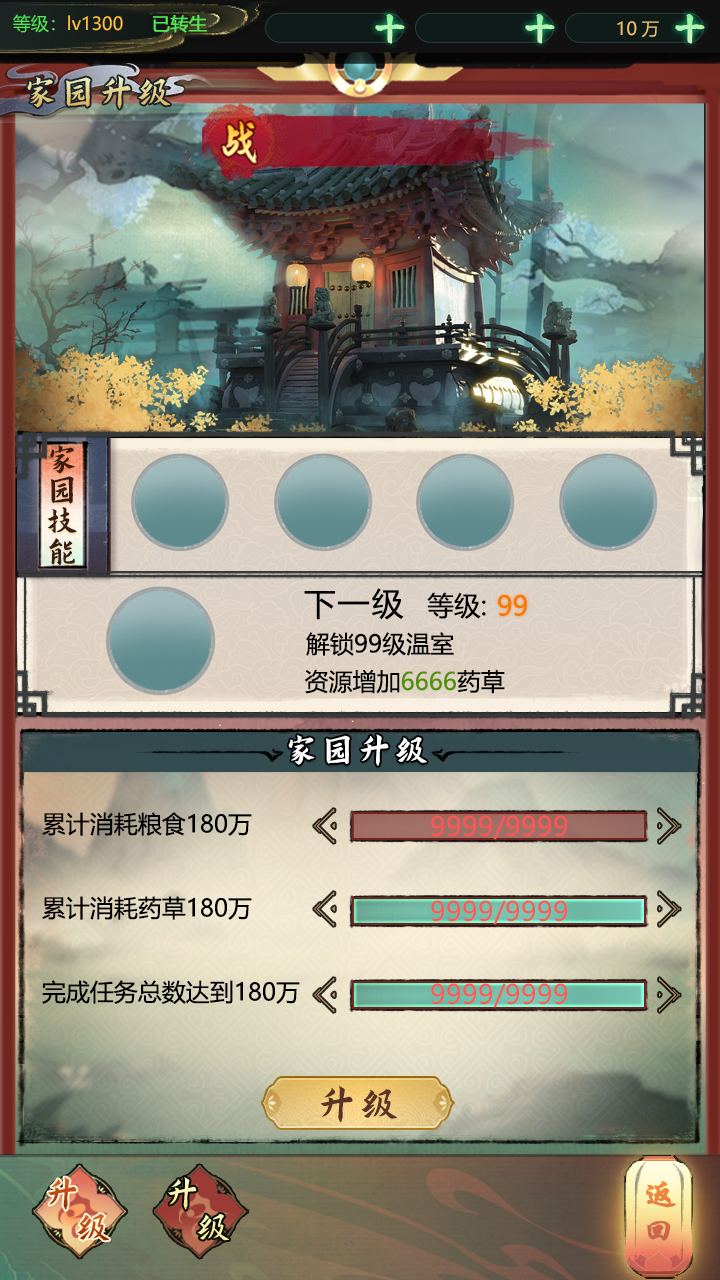 等级：lv1300 已转生
10万
家园升级
战
家园技能
下一级 等级: 99
解锁99级温室
资源增加6666药草
家园升级
累计消耗粮食180万
9999/9999
累计消耗药草180万
9999/9999
完成任务总数达到180万
9999/9999
升级
升级
升级
返回